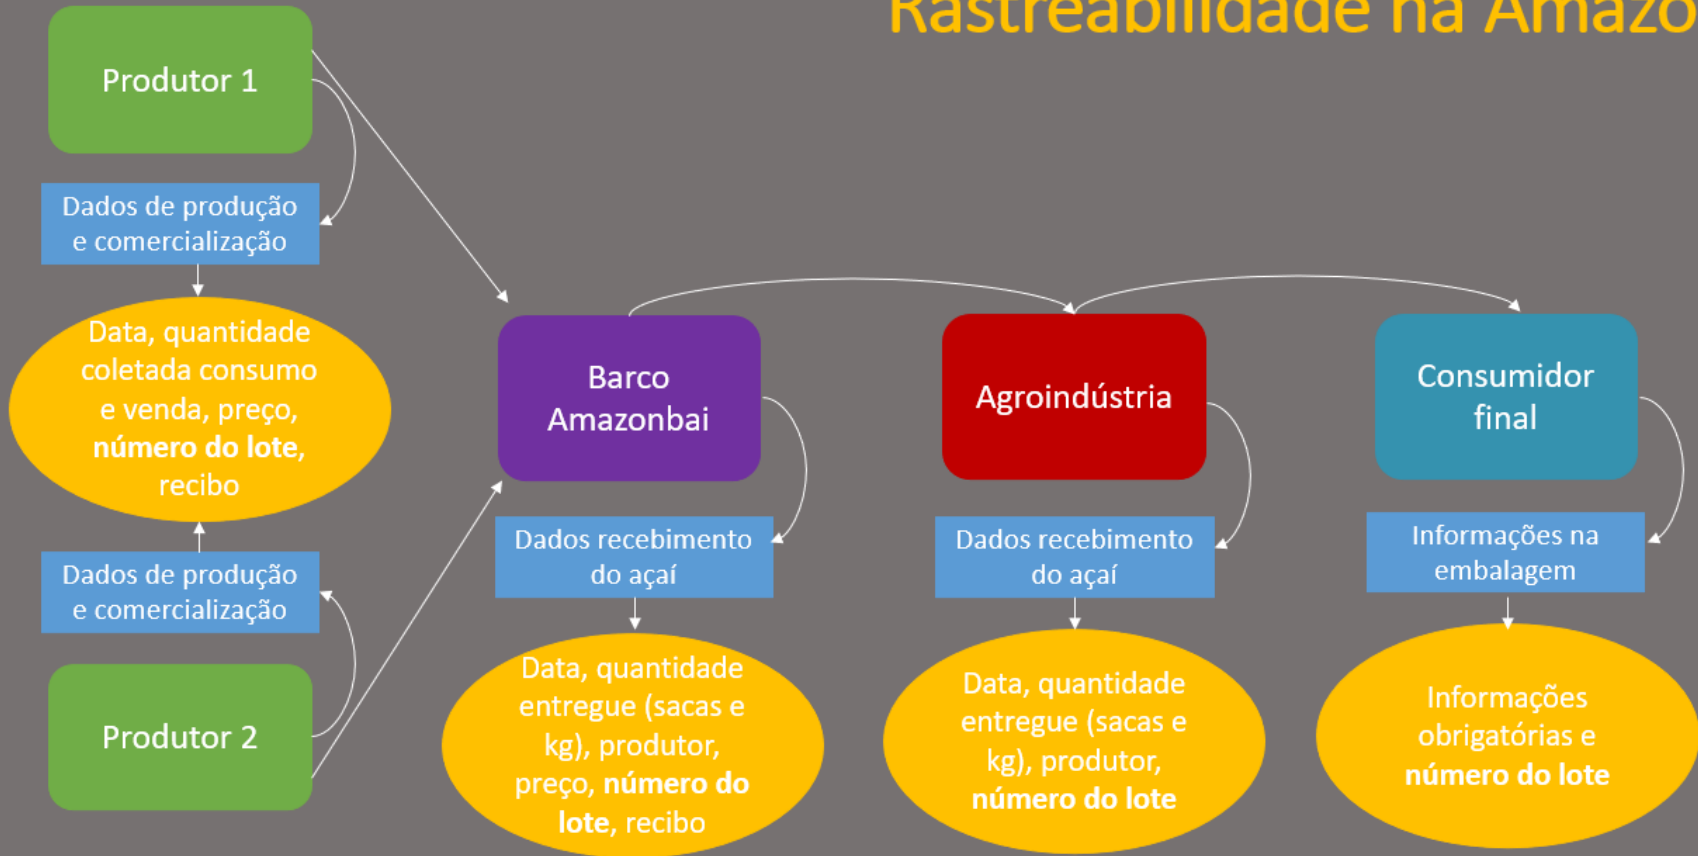 Rastreabilidade na Amazo
Produtor 1
Dados de produção
e comercialização
Data, quantidade
coletada consumo
e venda, preço,
número do lote,
recibo
Dados de produção
e comercialização
Produtor 2
Barco
Amazonbai
Dados recebimento
do açaí
Data, quantidade
entregue (sacas e
kg), produtor,
preço, número do
lote, recibo
Agroindústria
Dados recebimento
do açaí
Data, quantidade
entregue (sacas e
kg), produtor,
número do lote
Consumidor
final
Informações na
embalagem
Informações
obrigatórias e
número do lote